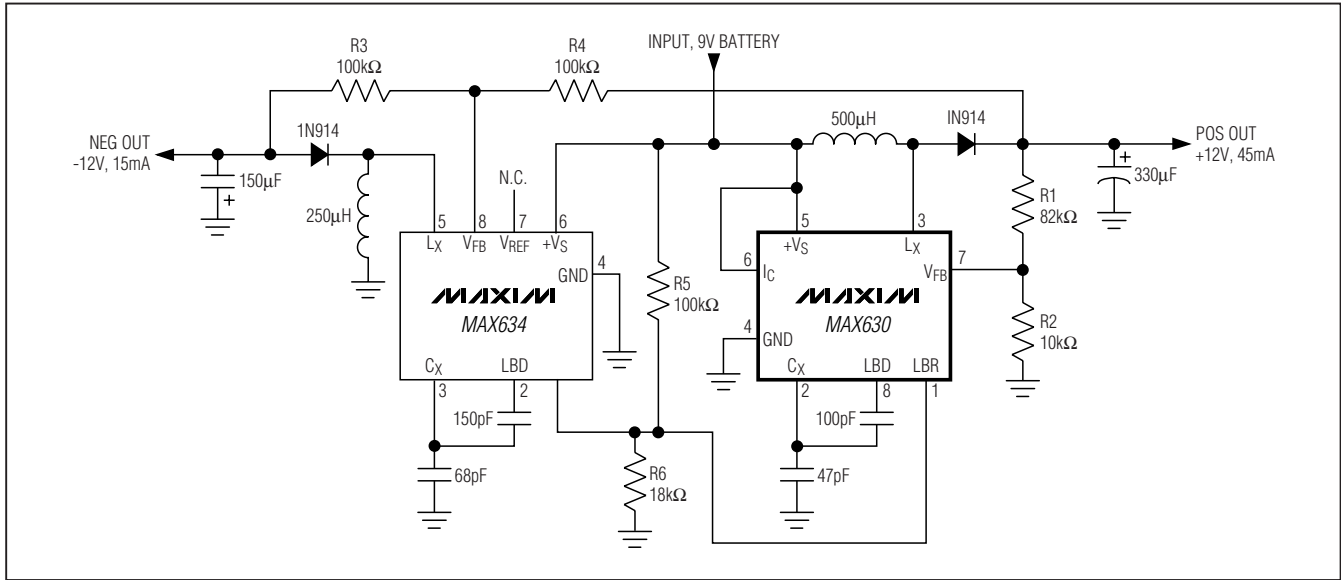 R3
100kΩ
R4
100kΩ
INPUT, 9V BATTERY
500µH
IN914
NEG OUT
-12V, 15mA
1N914
POS OUT
+12V, 45mA
150µF
+
250µH
N.C.
+
330µF
R1
82kΩ
5
8
7
6
LX
VFB
VREF
+VS
GND
4
MAXIM
MAX634
CX
LBD
3
2
150pF
68pF
R5
100kΩ
R6
18kΩ
5
3
+VS
LX
6
IC
VFB
7
MAXIM
MAX630
4
GND
CX
LBD
LBR
2
8
1
100pF
47pF
R2
10kΩ